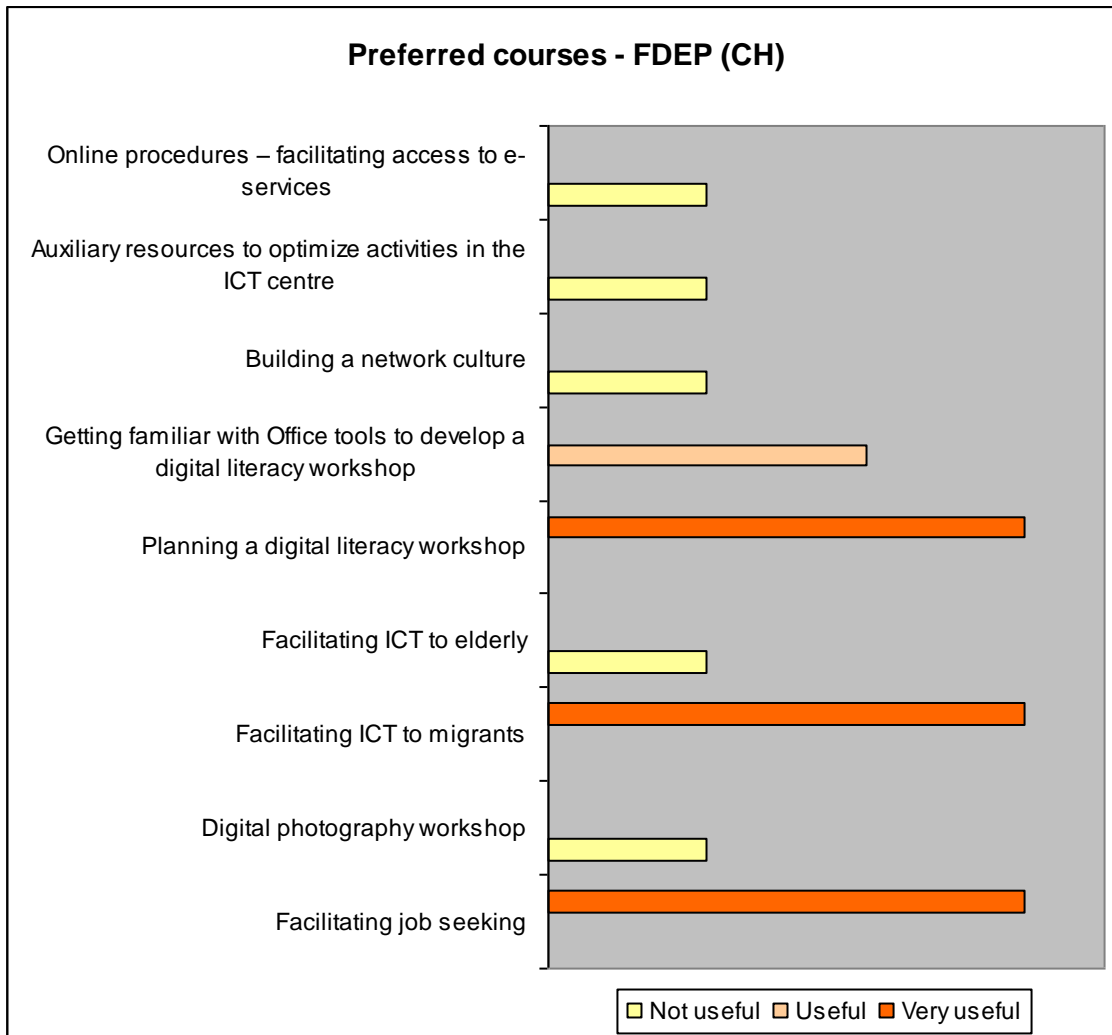 Preferred courses - FDEP (CH)
Online procedures – facilitating access to e-
services
Auxiliary resources to optimize activities in the
ICT centre
Building a network culture
Getting familiar with Office tools to develop a
digital literacy workshop
Planning a digital literacy workshop
Facilitating ICT to elderly
Facilitating ICT to migrants
Digital photography workshop
Facilitating job seeking
Not useful Useful Very useful